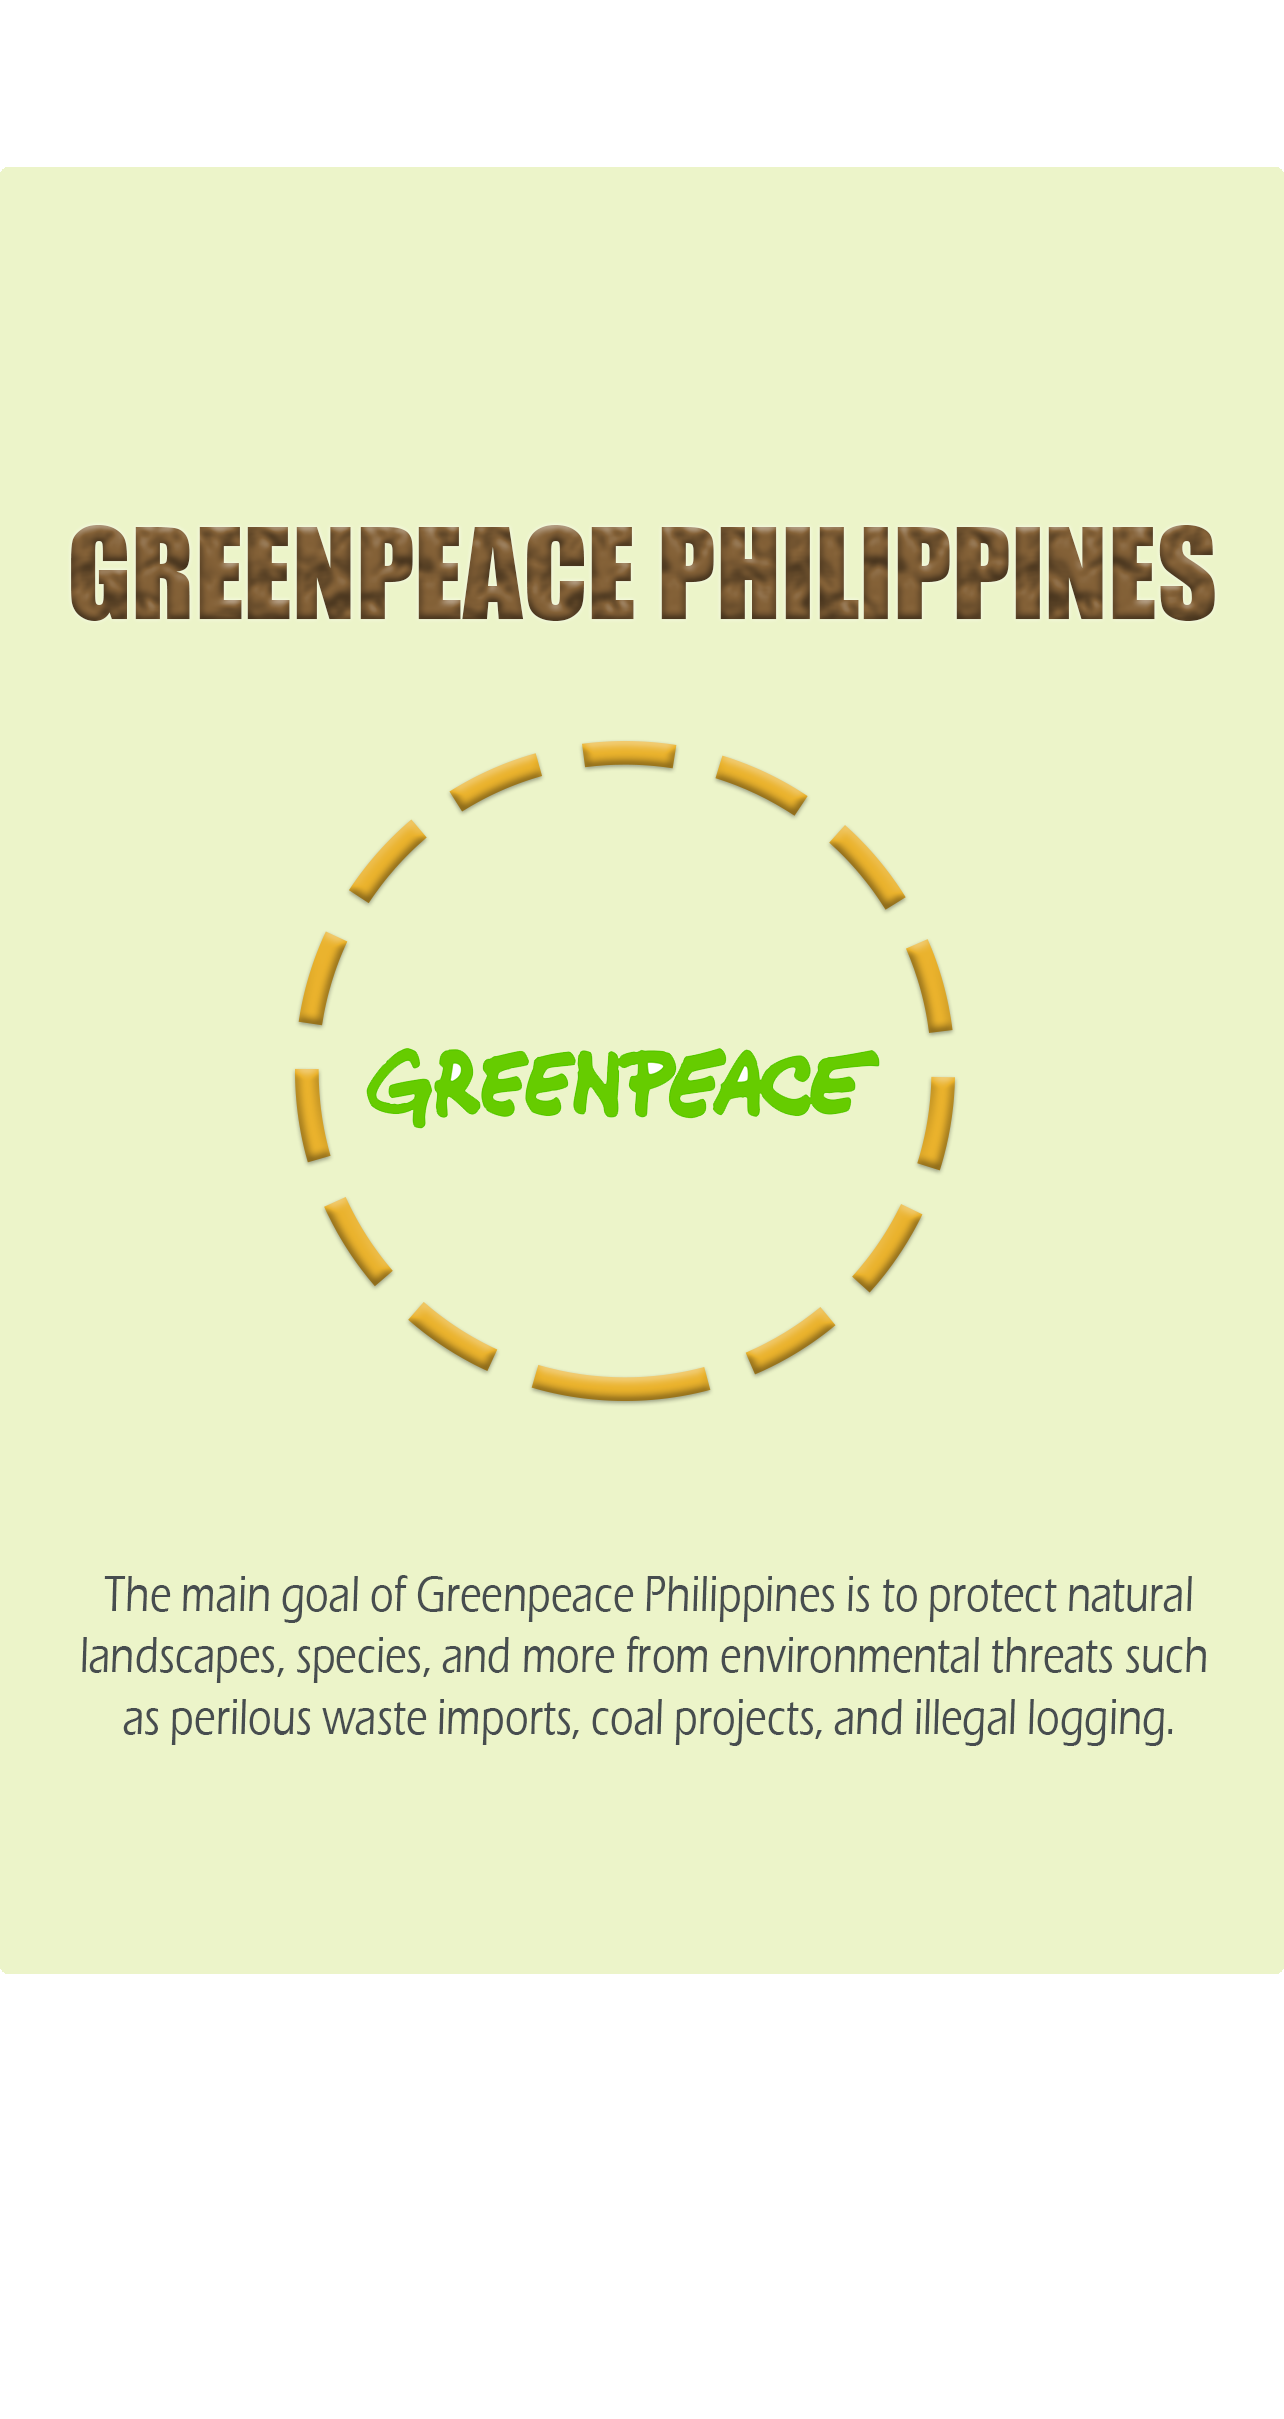 GREENPEACE PHILIPPINES
GREENPEACE
The main goal of Greenpeace Philippines is to protect natural
landscapes, species, and more from environmental threats such
as perilous waste imports, coal projects, and illegal logging.